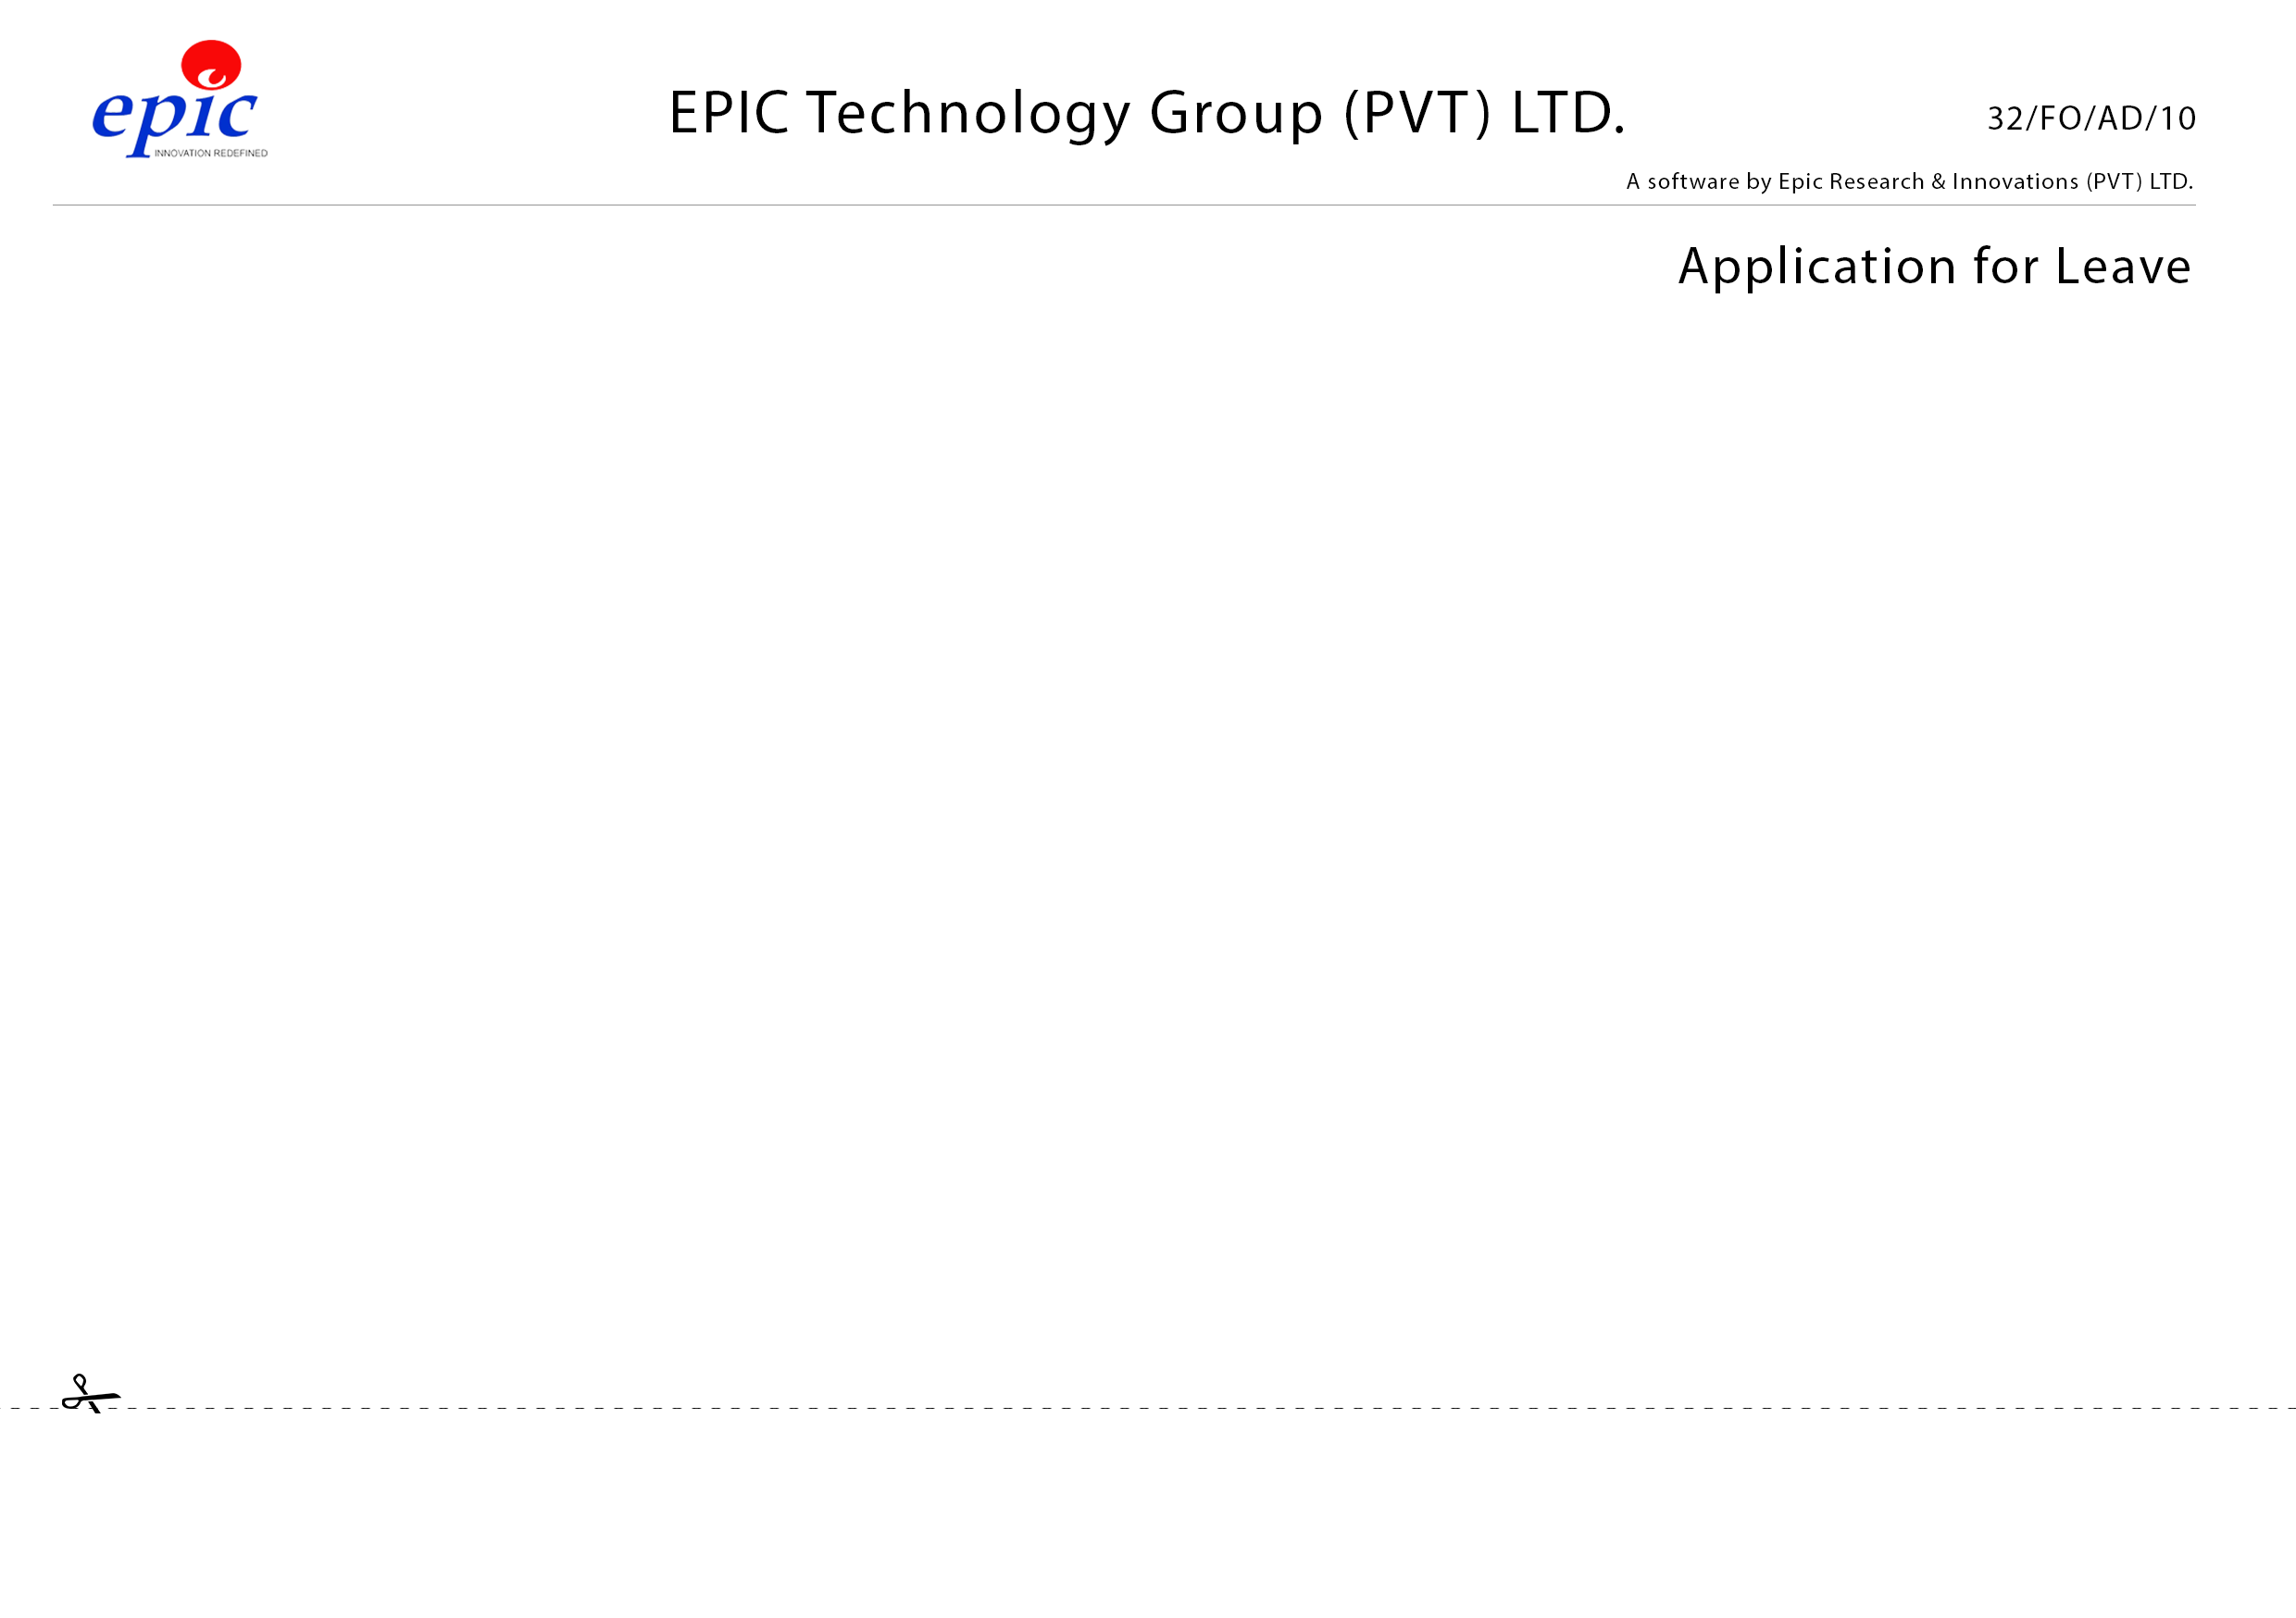 epic
INNOVATION REDEFINED
EPIC Technology Group (PVT) LTD.
32/FO/AD/10
A software by Epic Research & Innovations (PVT) LTD.
Application for Leave